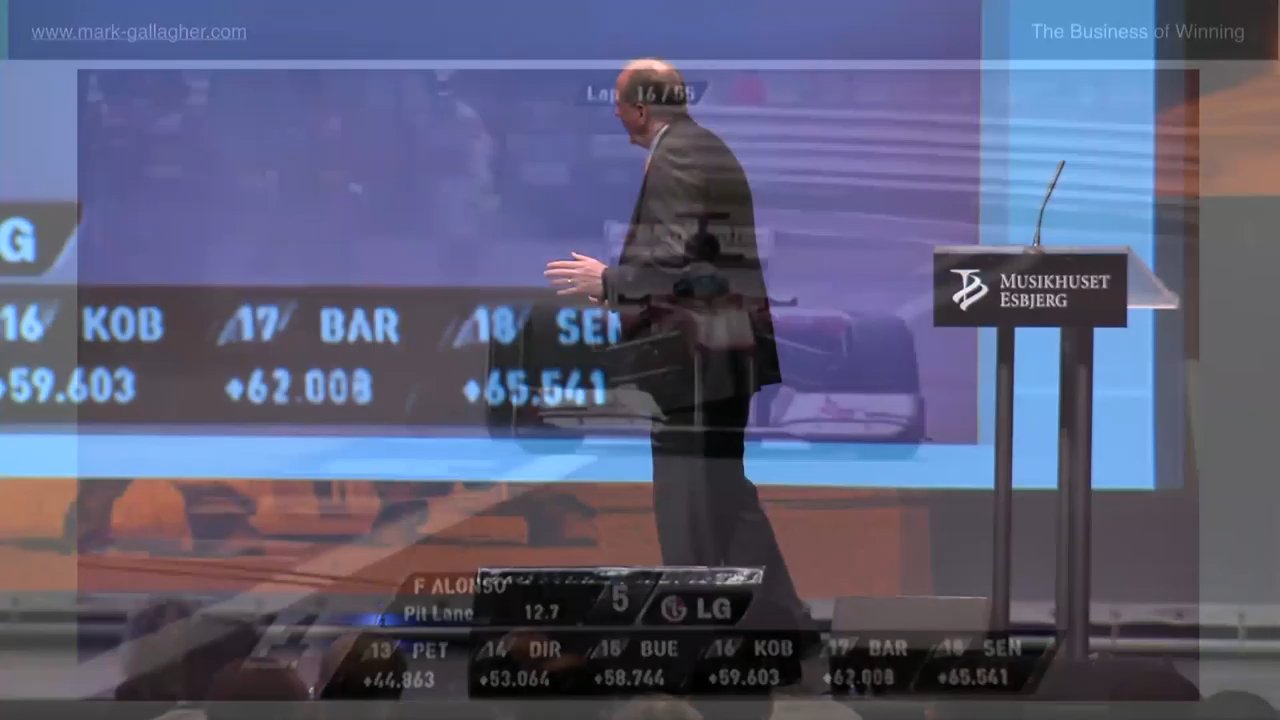 www.mark-gallagher.com
The Business of Winning
Lap 16/55
G
16 KOB 17 BAR 18 SEN
+59.603 +62.008 +65.541
MUSIKHUSET
ESBJERG
F ALONSO
Pit Lane 12.7 5 LG
13 PET 14 DIR 15 BUE 16 KOB 17 BAR 18 SEN
+44.863 +53.064 +58.744 +59.603 +62.008 +65.541